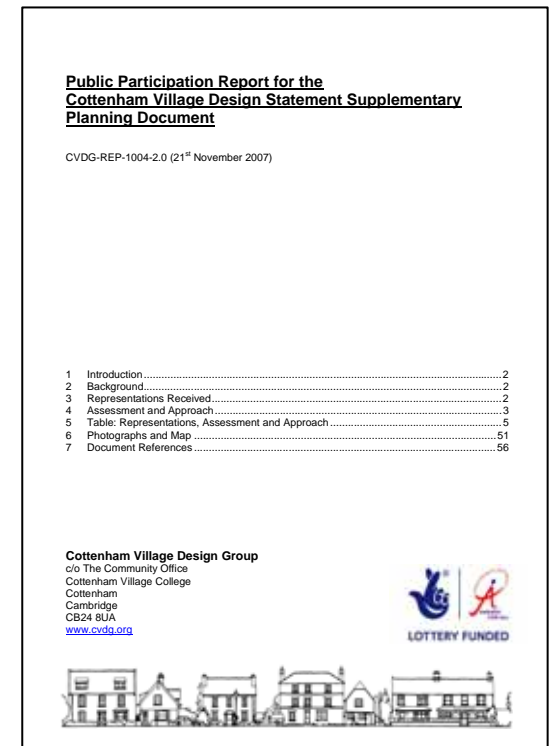 Public Participation Report for the
Cottenham Village Design Statement Supplementary
Planning Document
CVDG-REP-1004-2.0 (21st November 2007)
1 Introduction 2
2 Background 2
3 Representations Received 2
4 Assessment and Approach 3
5 Table: Representations, Assessment and Approach 5
6 Photographs and Map 51
7 Document References 56
Cottenham Village Design Group
c/o The Community Office
Cottenham Village College
Cottenham
Cambridge
CB24 8UA
www.cvdg.org
LOTTERY FUNDED